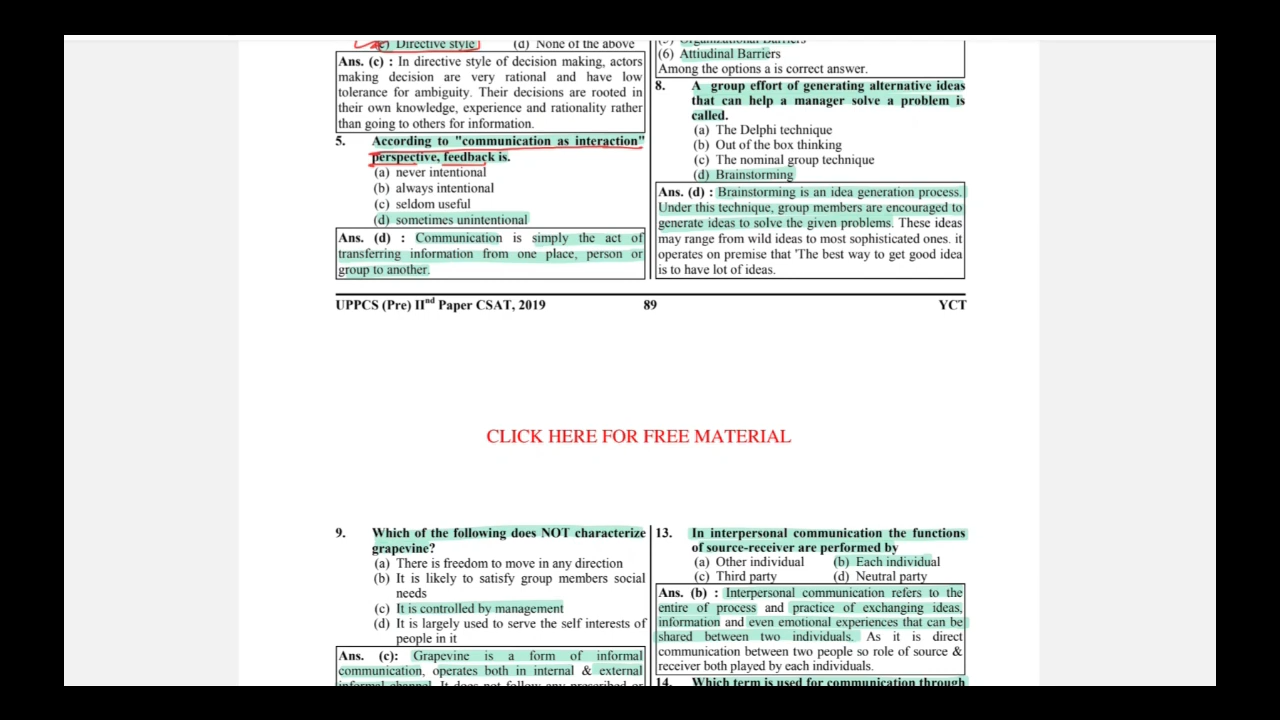 (c) Directive style (d) None of the above
Ans. (c) : In directive style of decision making, actors
making decision are very rational and have low
tolerance for ambiguity. Their decisions are rooted in
their own knowledge, experience and rationality rather
than going to others for information.
5. According to "communication as interaction"
perspective, feedback is.
(a) never intentional
(b) always intentional
(c) seldom useful
(d) sometimes unintentional
Ans. (d) : Communication is simply the act of
transferring information from one place, person or
group to another.
(5) Organizational Barriers
(6) Attiudinal Barriers
Among the options a is correct answer.
8. A group effort of generating alternative ideas
that can help a manager solve a problem is
called.
(a) The Delphi technique
(b) Out of the box thinking
(c) The nominal group technique
(d) Brainstorming
Ans. (d) : Brainstorming is an idea generation process.
Under this technique, group members are encouraged to
generate ideas to solve the given problems. These ideas
may range from wild ideas to most sophisticated ones. it
operates on premise that 'The best way to get good idea
is to have lot of ideas.
UPPCS (Pre) IInd Paper CSAT, 2019 89 YCT
CLICK HERE FOR FREE MATERIAL
9. Which of the following does NOT characterize
grapevine?
(a) There is freedom to move in any direction
(b) It is likely to satisfy group members social
needs
(c) It is controlled by management
(d) It is largely used to serve the self interests of
people in it
Ans. (c): Grapevine is a form of informal
communication, operates both in internal & external
informal channel. It does not follow any prescribed or
13. In interpersonal communication the functions
of source-receiver are performed by
(a) Other individual (b) Each individual
(c) Third party (d) Neutral party
Ans. (b) : Interpersonal communication refers to the
entire of process and practice of exchanging ideas,
information and even emotional experiences that can be
shared between two individuals. As it is direct
communication between two people so role of source &
receiver both played by each individuals.
14. Which term is used for communication through